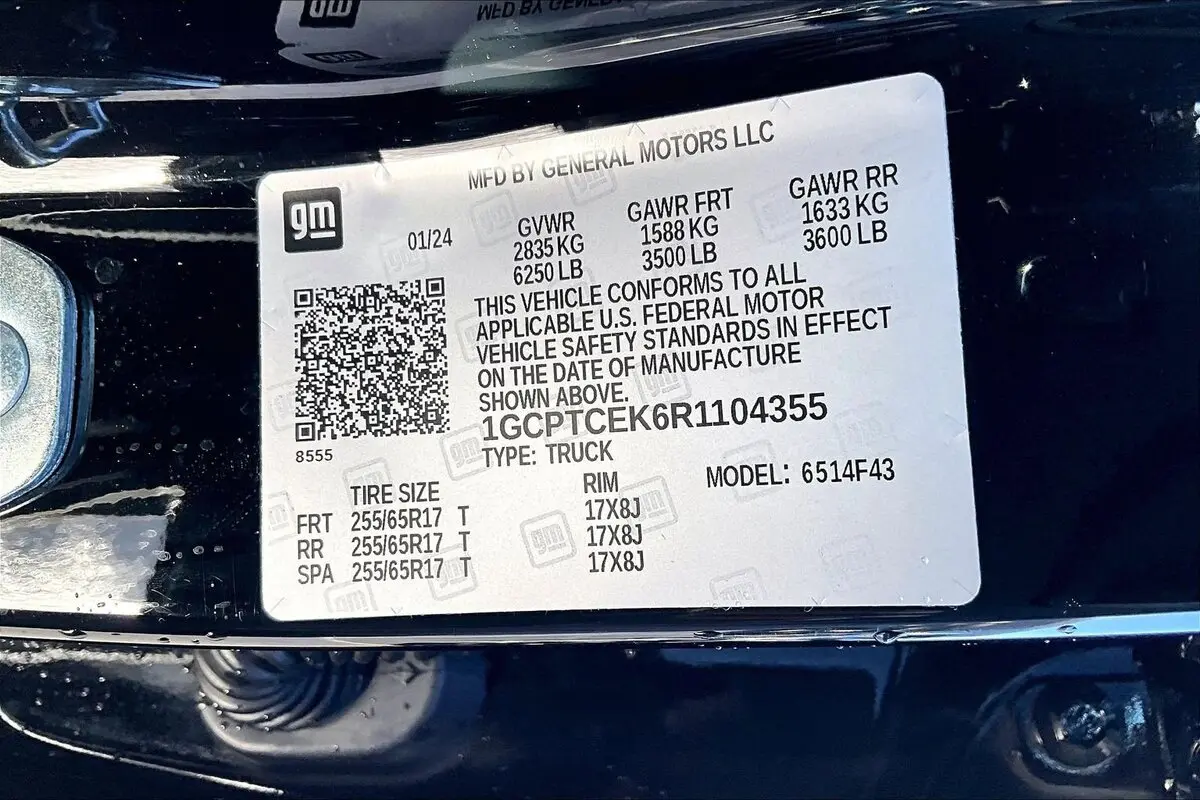 MFD BY GENERAL MOTORS LLC
gm
01/24
GVWR
2835 KG
6250 LB
GAWR FRT
1588 KG
3500 LB
GAWR RR
1633 KG
3600 LB
THIS VEHICLE CONFORMS TO ALL
APPLICABLE U.S. FEDERAL MOTOR
VEHICLE SAFETY STANDARDS IN EFFECT
ON THE DATE OF MANUFACTURE
SHOWN ABOVE.
1GCPTCEK6R1104355
TYPE: TRUCK
8555
MODEL: 6514F43
TIRE SIZE RIM
FRT 255/65R17 T 17X8J
RR 255/65R17 T 17X8J
SPA 255/65R17 T 17X8J